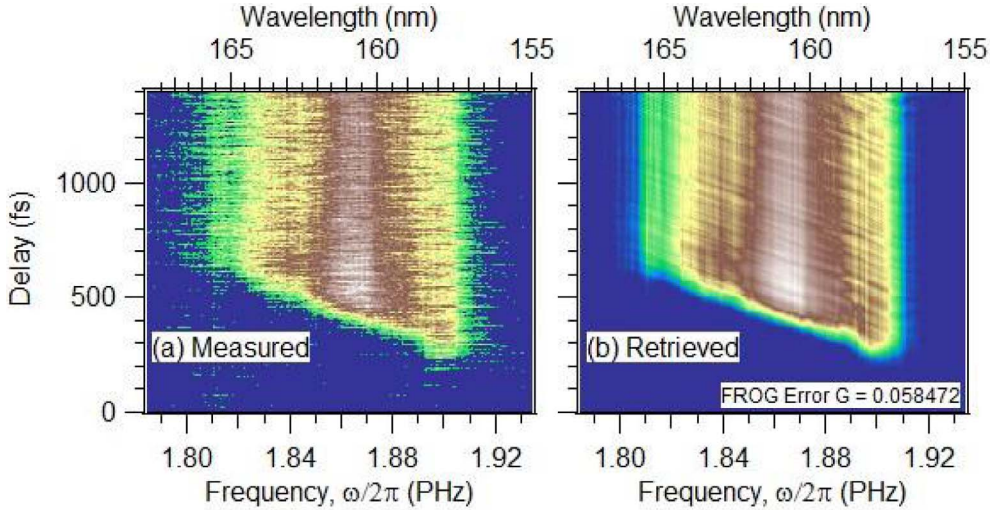 Wavelength (nm) Wavelength (nm)
165 160 155 165 160 155
Delay (fs)
1000
500
0
(a) Measured (b) Retrieved
FROG Error G = 0.058472
1.80 1.84 1.88 1.92 1.80 1.84 1.88 1.92
Frequency, ω/2π (PHz) Frequency, ω/2π (PHz)